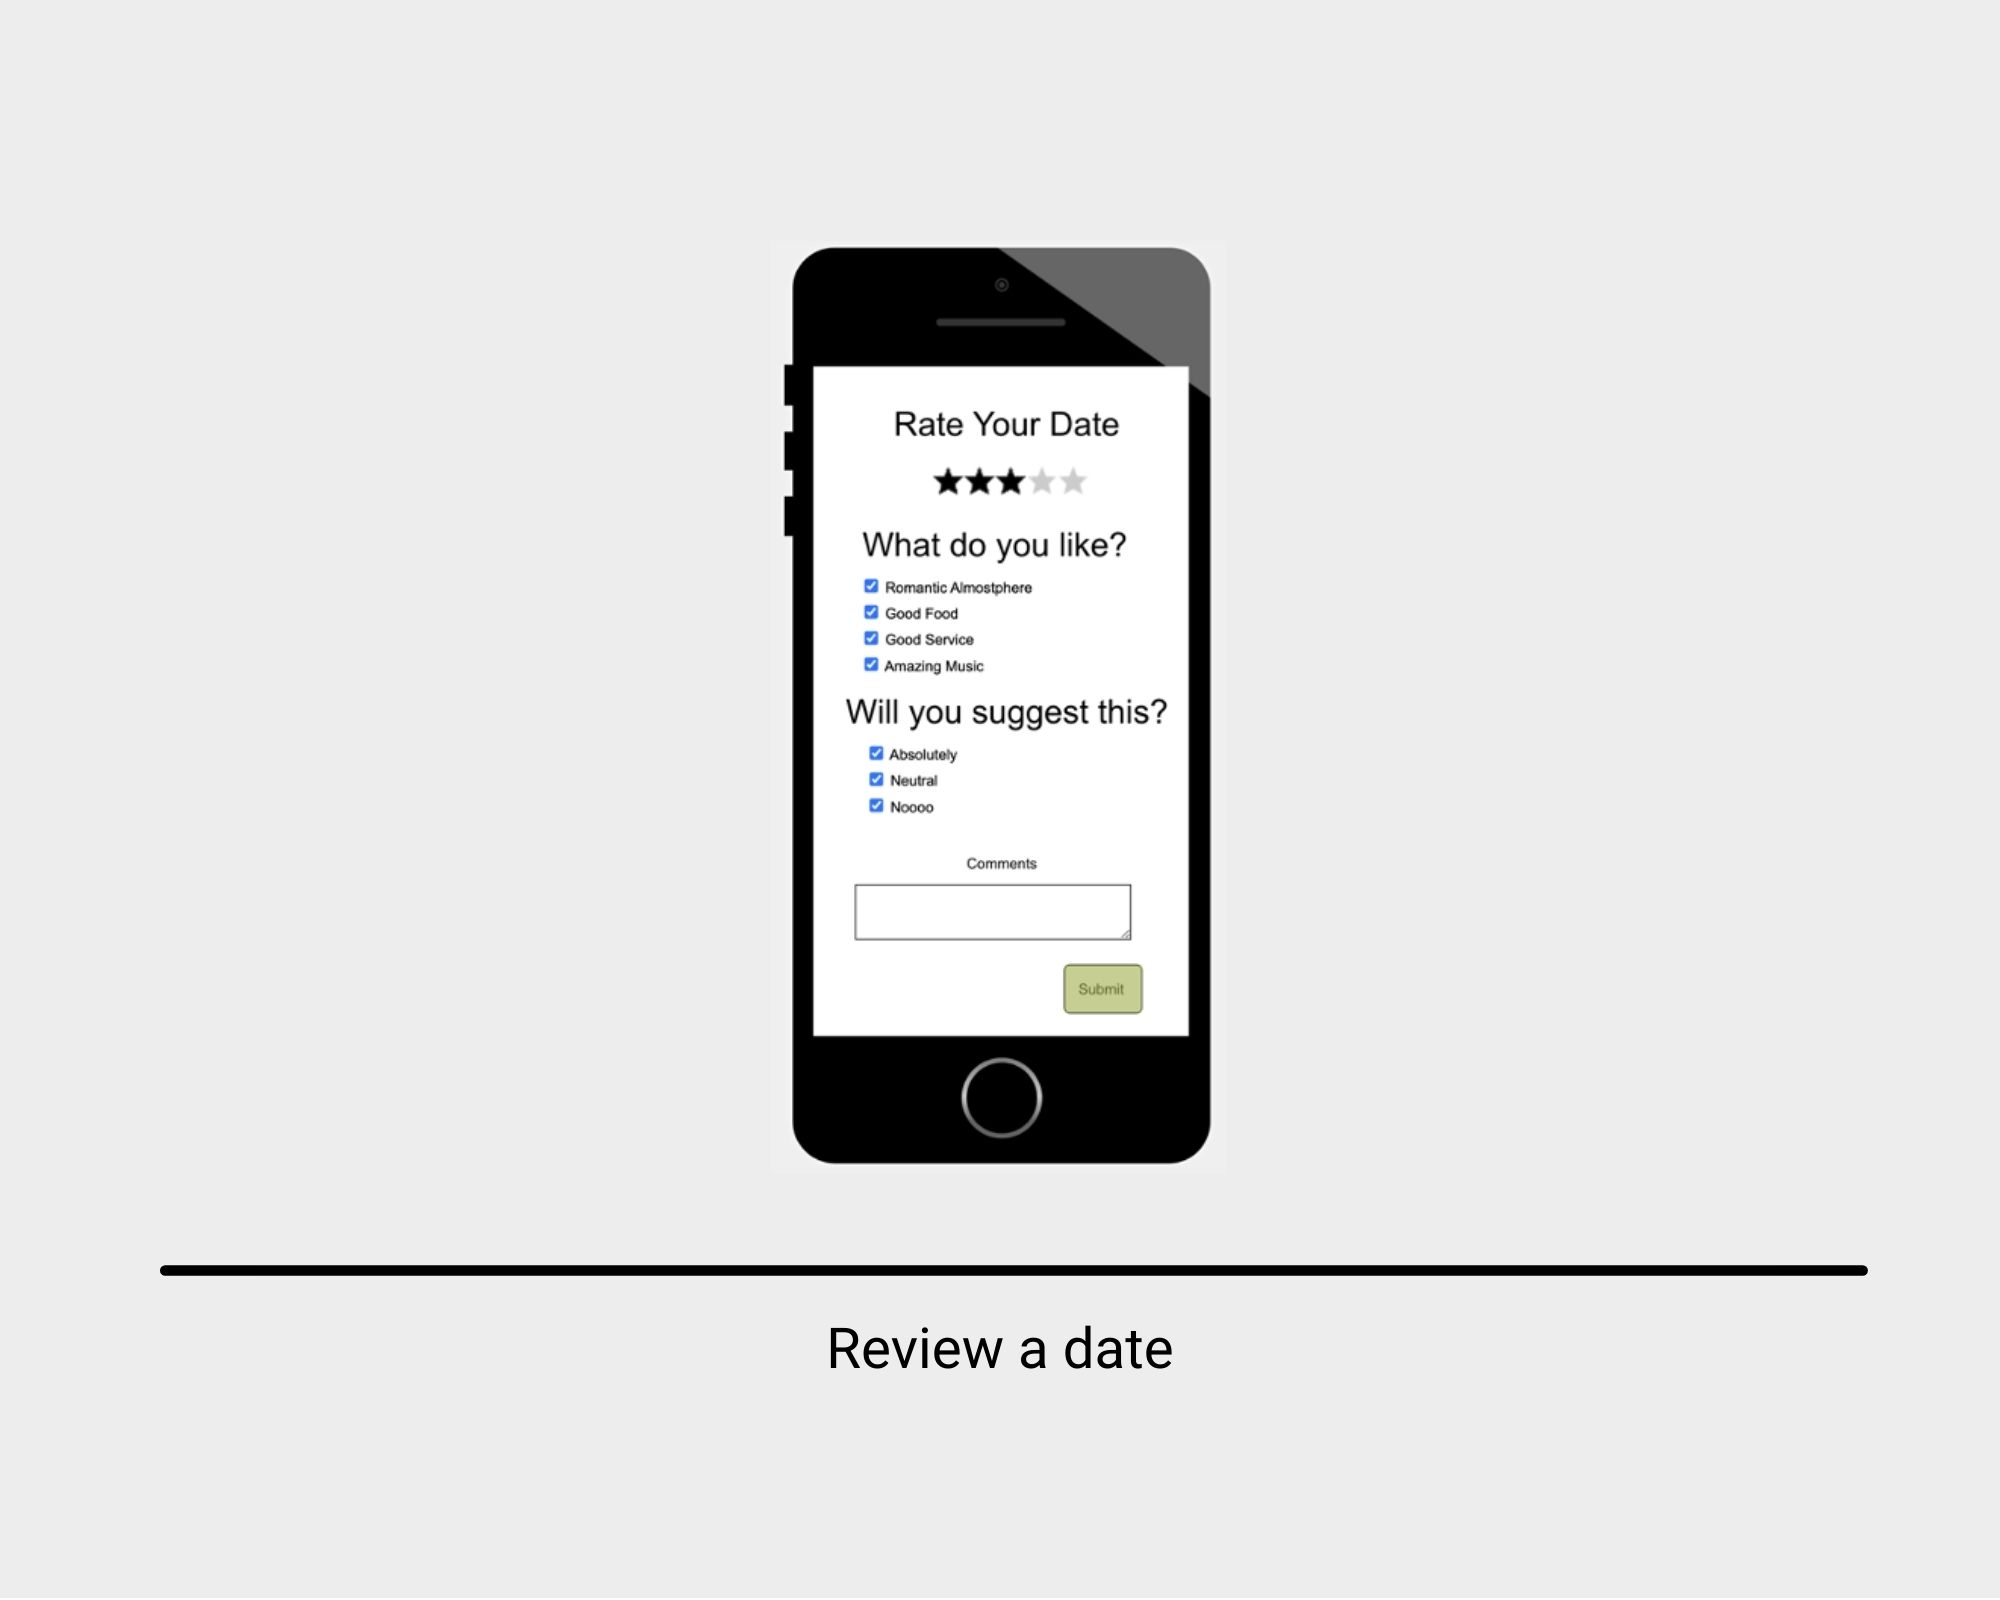 Rate Your Date
What do you like?
Romantic Almostphere
Good Food
Good Service
Amazing Music
Will you suggest this?
Absolutely
Neutral
Noooo
Comments
Submit
Review a date